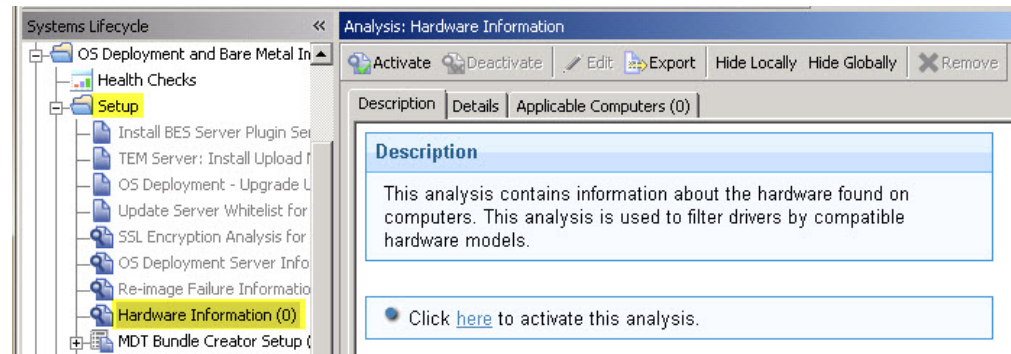 Systems Lifecycle «
OS Deployment and Bare Metal
Health Checks
Setup
Install BES Server Plugin
TEM Server: Install Upload
OS Deployment - Upgrade
Update Server Whitelist for
SSL Encryption Analysis for
OS Deployment Server Info
Re-image Failure
Hardware Information (0)
MDT Bundle Creator Setup (
Analysis: Hardware Information
Activate Deactivate Edit Export Hide Locally Hide Globally Remove
Description Details Applicable Computers (0)
Description
This analysis contains information about the hardware found on
computers. This analysis is used to filter drivers by compatible
hardware models.
Click here to activate this analysis.